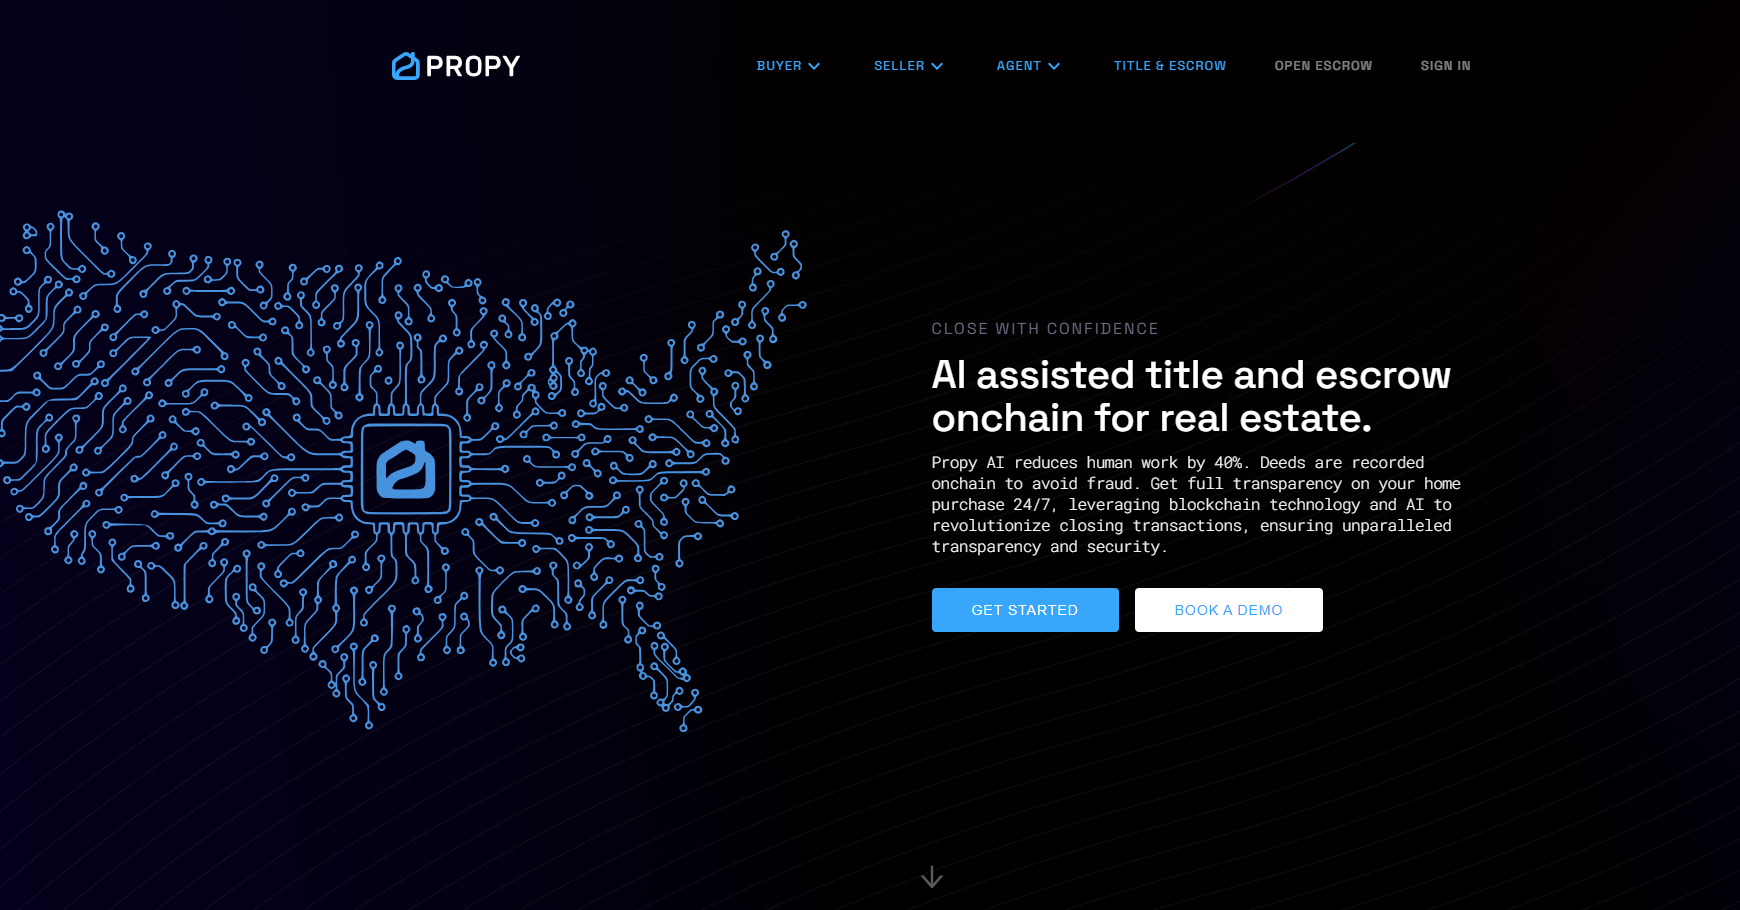 PROPY
BUYER
SELLER
AGENT
TITLE & ESCROW
OPEN ESCROW
SIGN IN
CLOSE WITH CONFIDENCE
AI assisted title and escrow
onchain for real estate.
Propy AI reduces human work by 40%. Deeds are recorded
onchain to avoid fraud. Get full transparency on your home
purchase 24/7, leveraging blockchain technology and AI to
revolutionize closing transactions, ensuring unparalleled
transparency and security.
GET STARTED
BOOK A DEMO